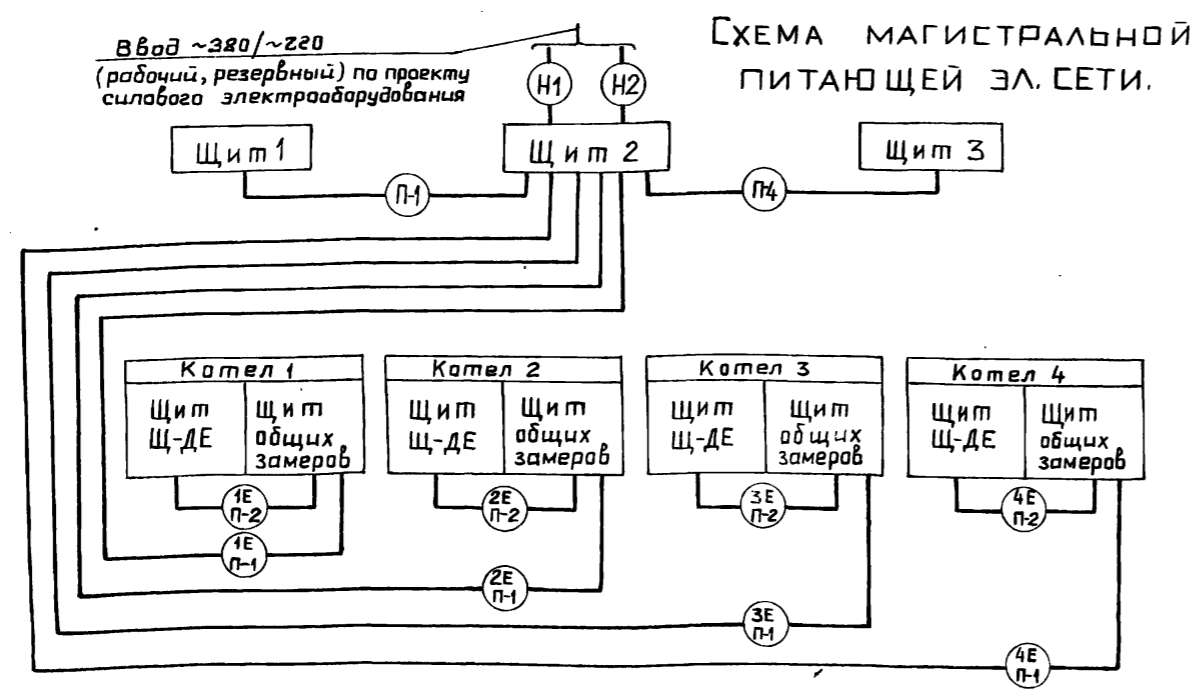 Схема магистральной
питающей эл. сети.
Ввод ~380/~220
(рабочий, резервный) по проекту
силового электрооборудования
Н1
Н2
Щит 1
Щит 2
Щит 3
П-1
П-4
Котел 1
Щит
Щ-ДЕ
Щит
общих
замеров
1Е
П-2
1Е
П-1
Котел 2
Щит
Щ-ДЕ
Щит
общих
замеров
2Е
П-2
2Е
П-1
Котел 3
Щит
Щ-ДЕ
Щит
общих
замеров
3Е
П-2
3Е
П-1
Котел 4
Щит
Щ-ДЕ
Щит
общих
замеров
4Е
П-2
4Е
П-1